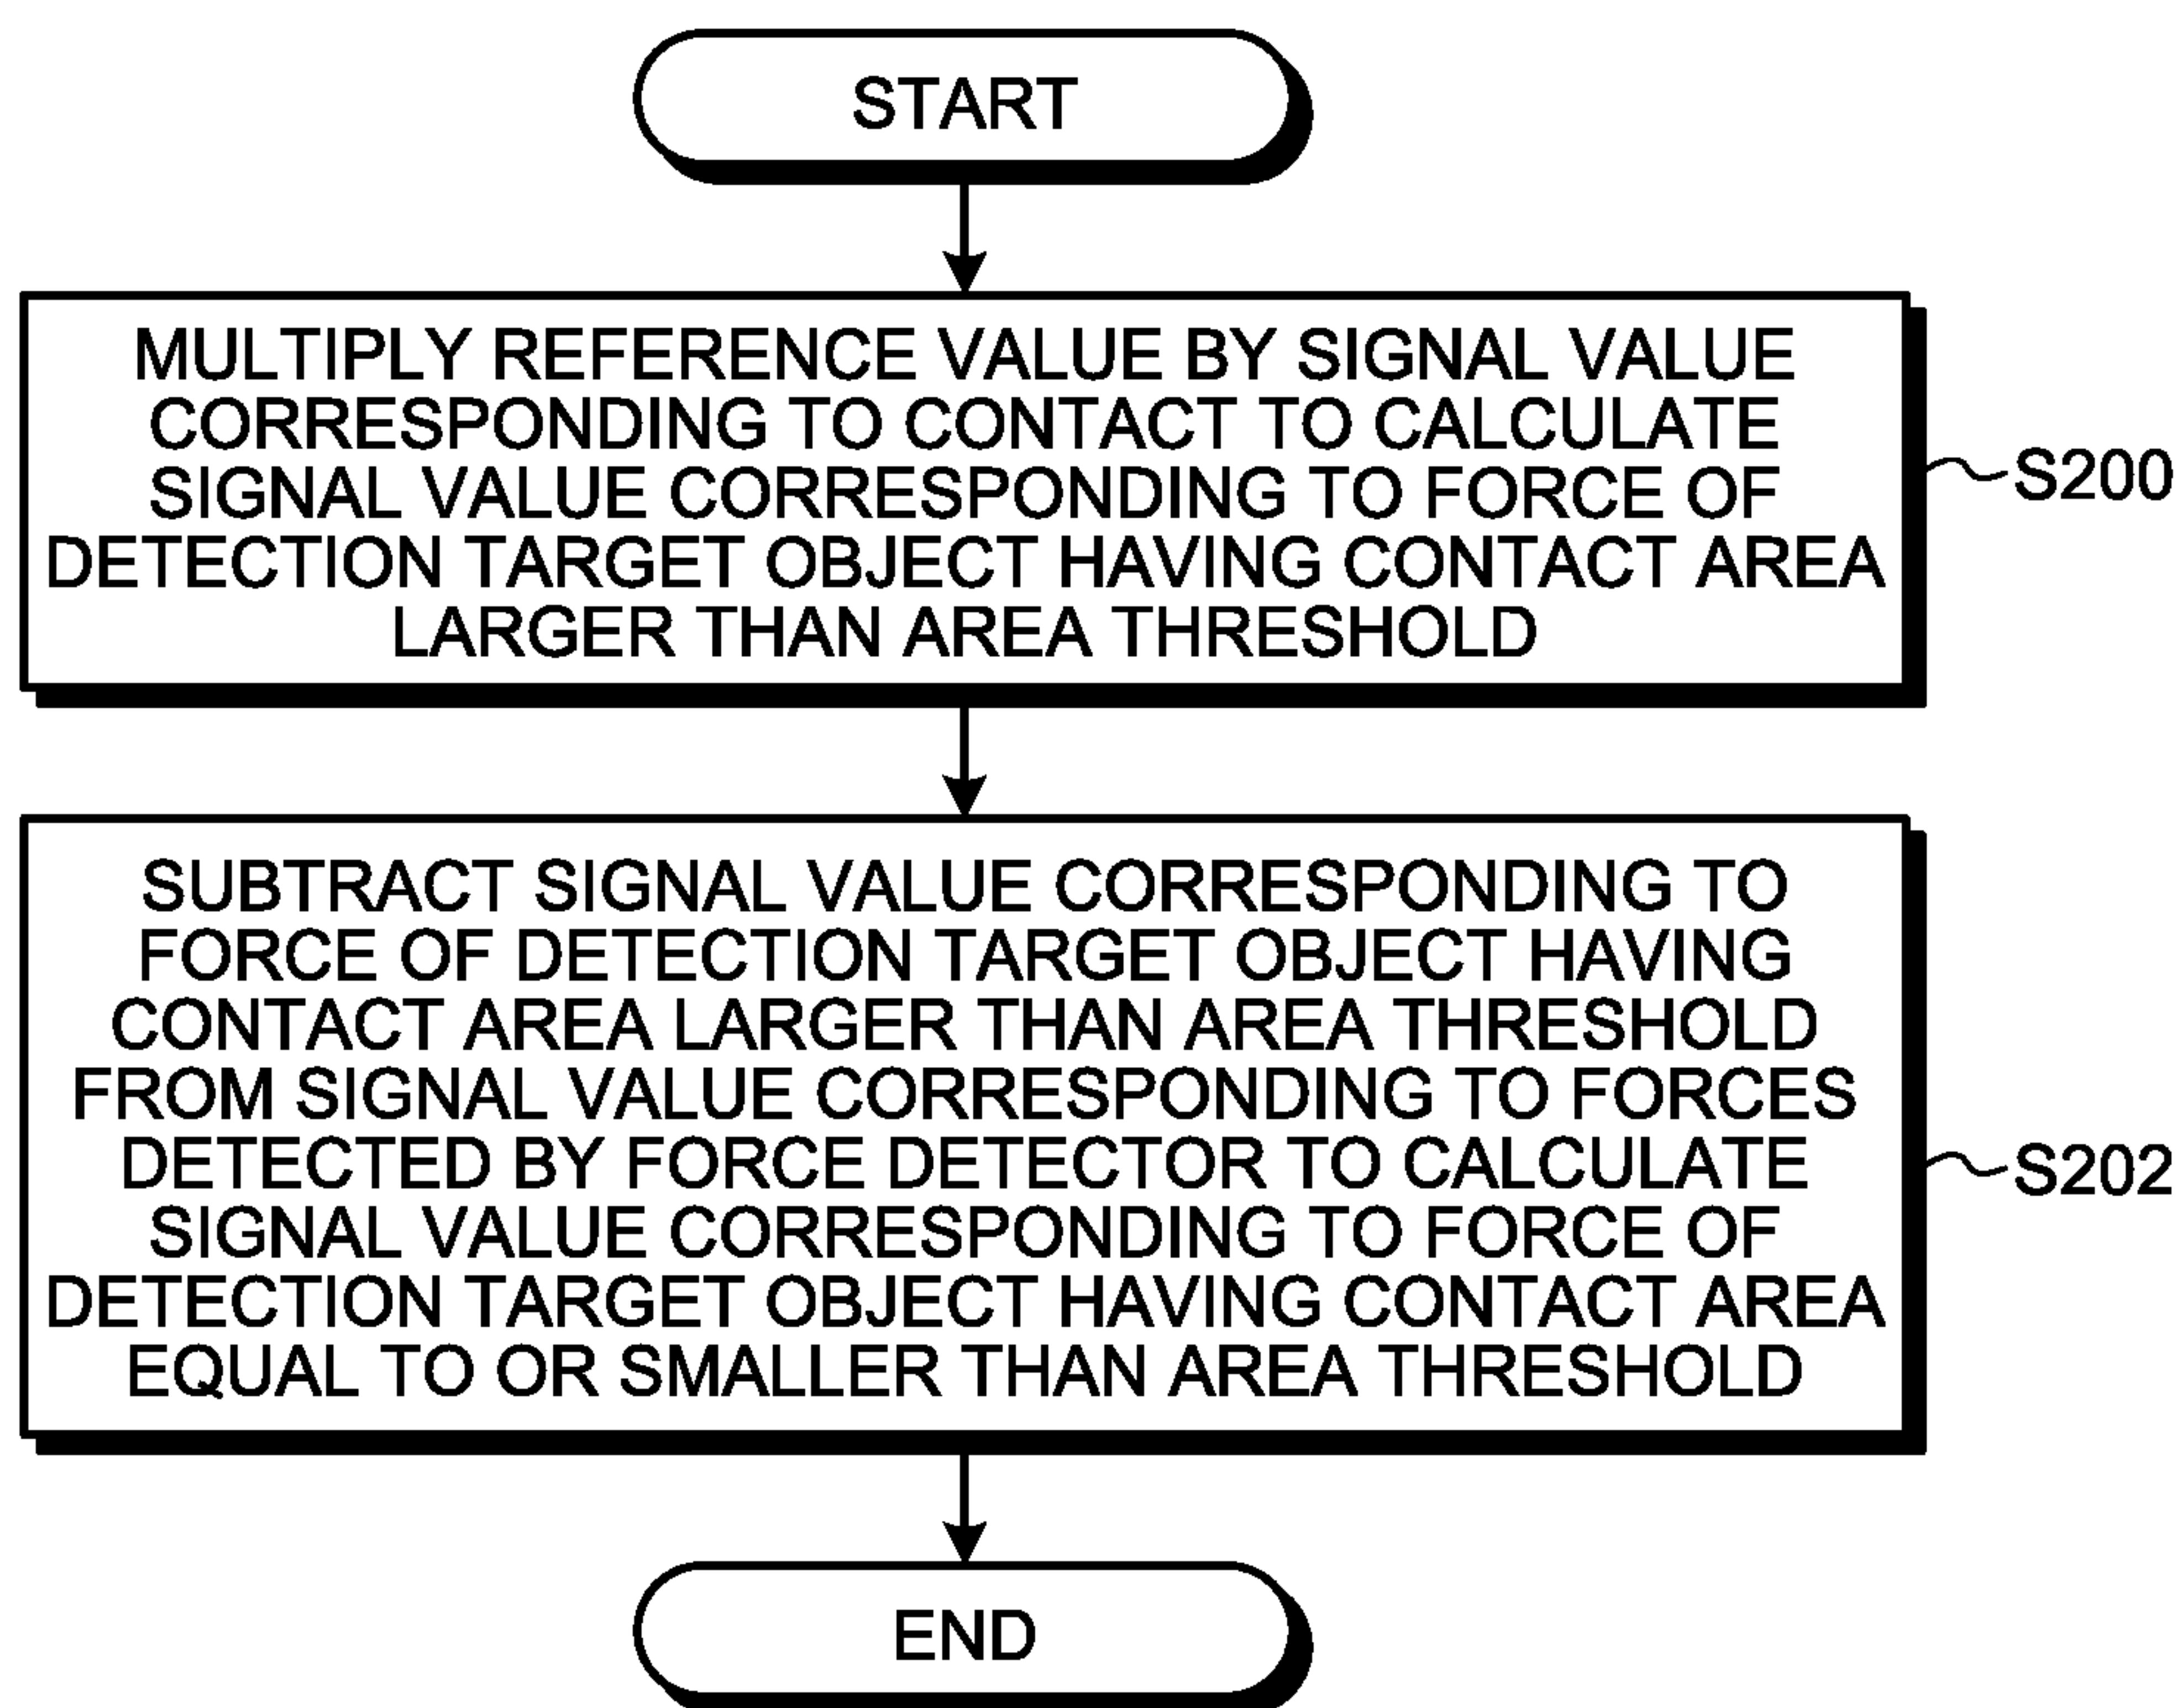 START
MULTIPLY REFERENCE VALUE BY SIGNAL VALUE
CORRESPONDING TO CONTACT TO CALCULATE
SIGNAL VALUE CORRESPONDING TO FORCE OF
DETECTION TARGET OBJECT HAVING CONTACT AREA
LARGER THAN AREA THRESHOLD
S200
SUBTRACT SIGNAL VALUE CORRESPONDING TO
FORCE OF DETECTION TARGET OBJECT HAVING
CONTACT AREA LARGER THAN AREA THRESHOLD
FROM SIGNAL VALUE CORRESPONDING TO FORCES
DETECTED BY FORCE DETECTOR TO CALCULATE
SIGNAL VALUE CORRESPONDING TO FORCE OF
DETECTION TARGET OBJECT HAVING CONTACT AREA
EQUAL TO OR SMALLER THAN AREA THRESHOLD
S202
END